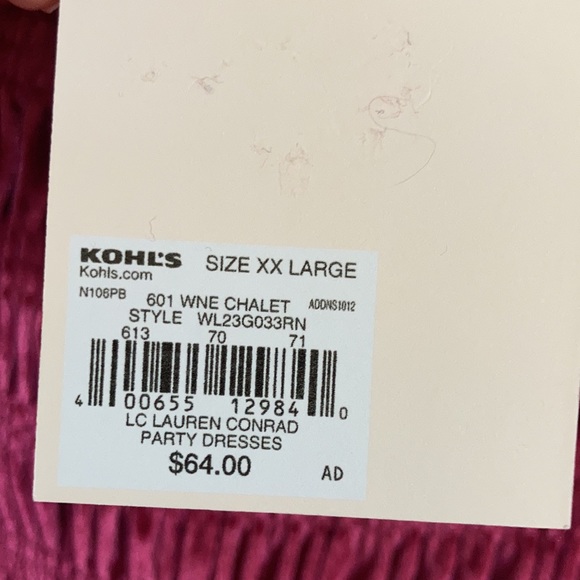 KOHL'S SIZE XX LARGE
Kohls.com
N106PB 601 WNE CHALET ADDNS1012
STYLE WL23G033RN
613 70 71
4 00655 12984 0
LC LAUREN CONRAD
PARTY DRESSES
$64.00 AD